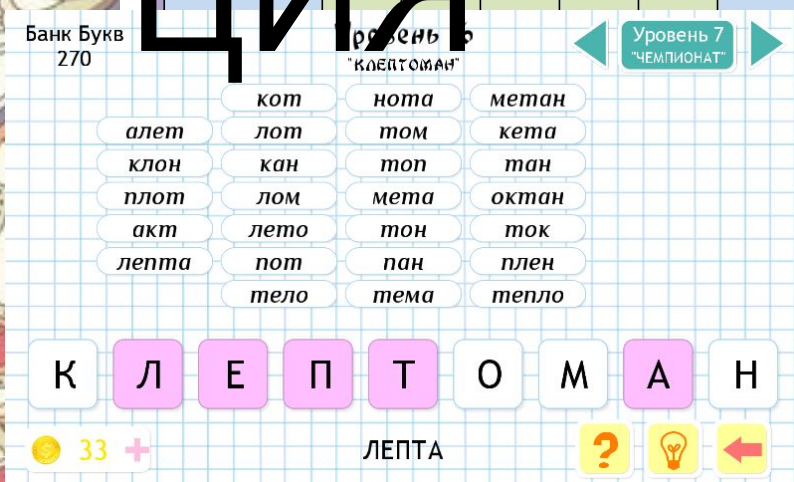 ЦИЯ
Банк Букв
270
"КЛЕПТОМАН"
Уровень 7
"ЧЕМПИОНАТ"
кот нота метан
алет лот том кета
клон кан топ тан
плот лом мета октан
акт лето тон ток
лепта пот пан плен
тело тема тепло
К Л Е П Т О М А Н
33 +
ЛЕПТА
?